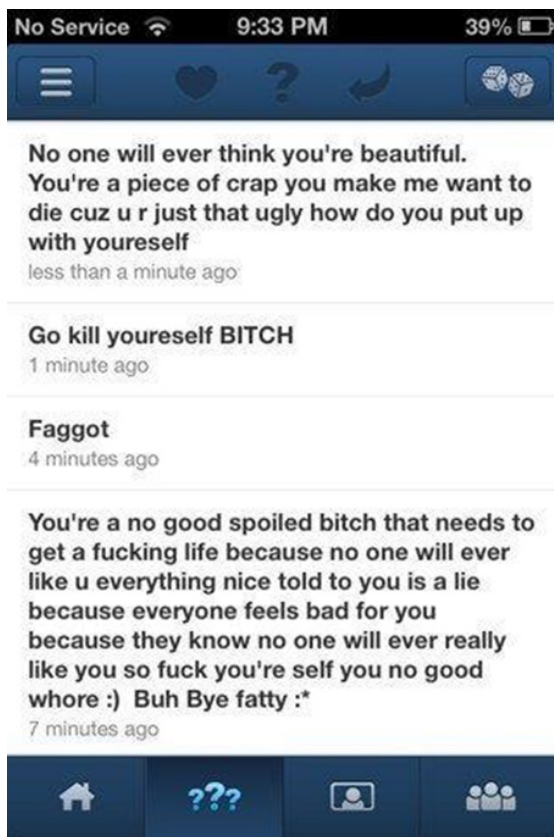 No Service 9:33 PM 39%
?
No one will ever think you're beautiful.
You're a piece of crap you make me want to
die cuz u r just that ugly how do you put up
with youreself
less than a minute ago
Go kill youreself BITCH
1 minute ago
Faggot
4 minutes ago
You're a no good spoiled bitch that needs to
get a fucking life because no one will ever
like u everything nice told to you is a lie
because everyone feels bad for you
because they know no one will ever really
like you so fuck you're self you no good
whore :) Buh Bye fatty :*
7 minutes ago
???